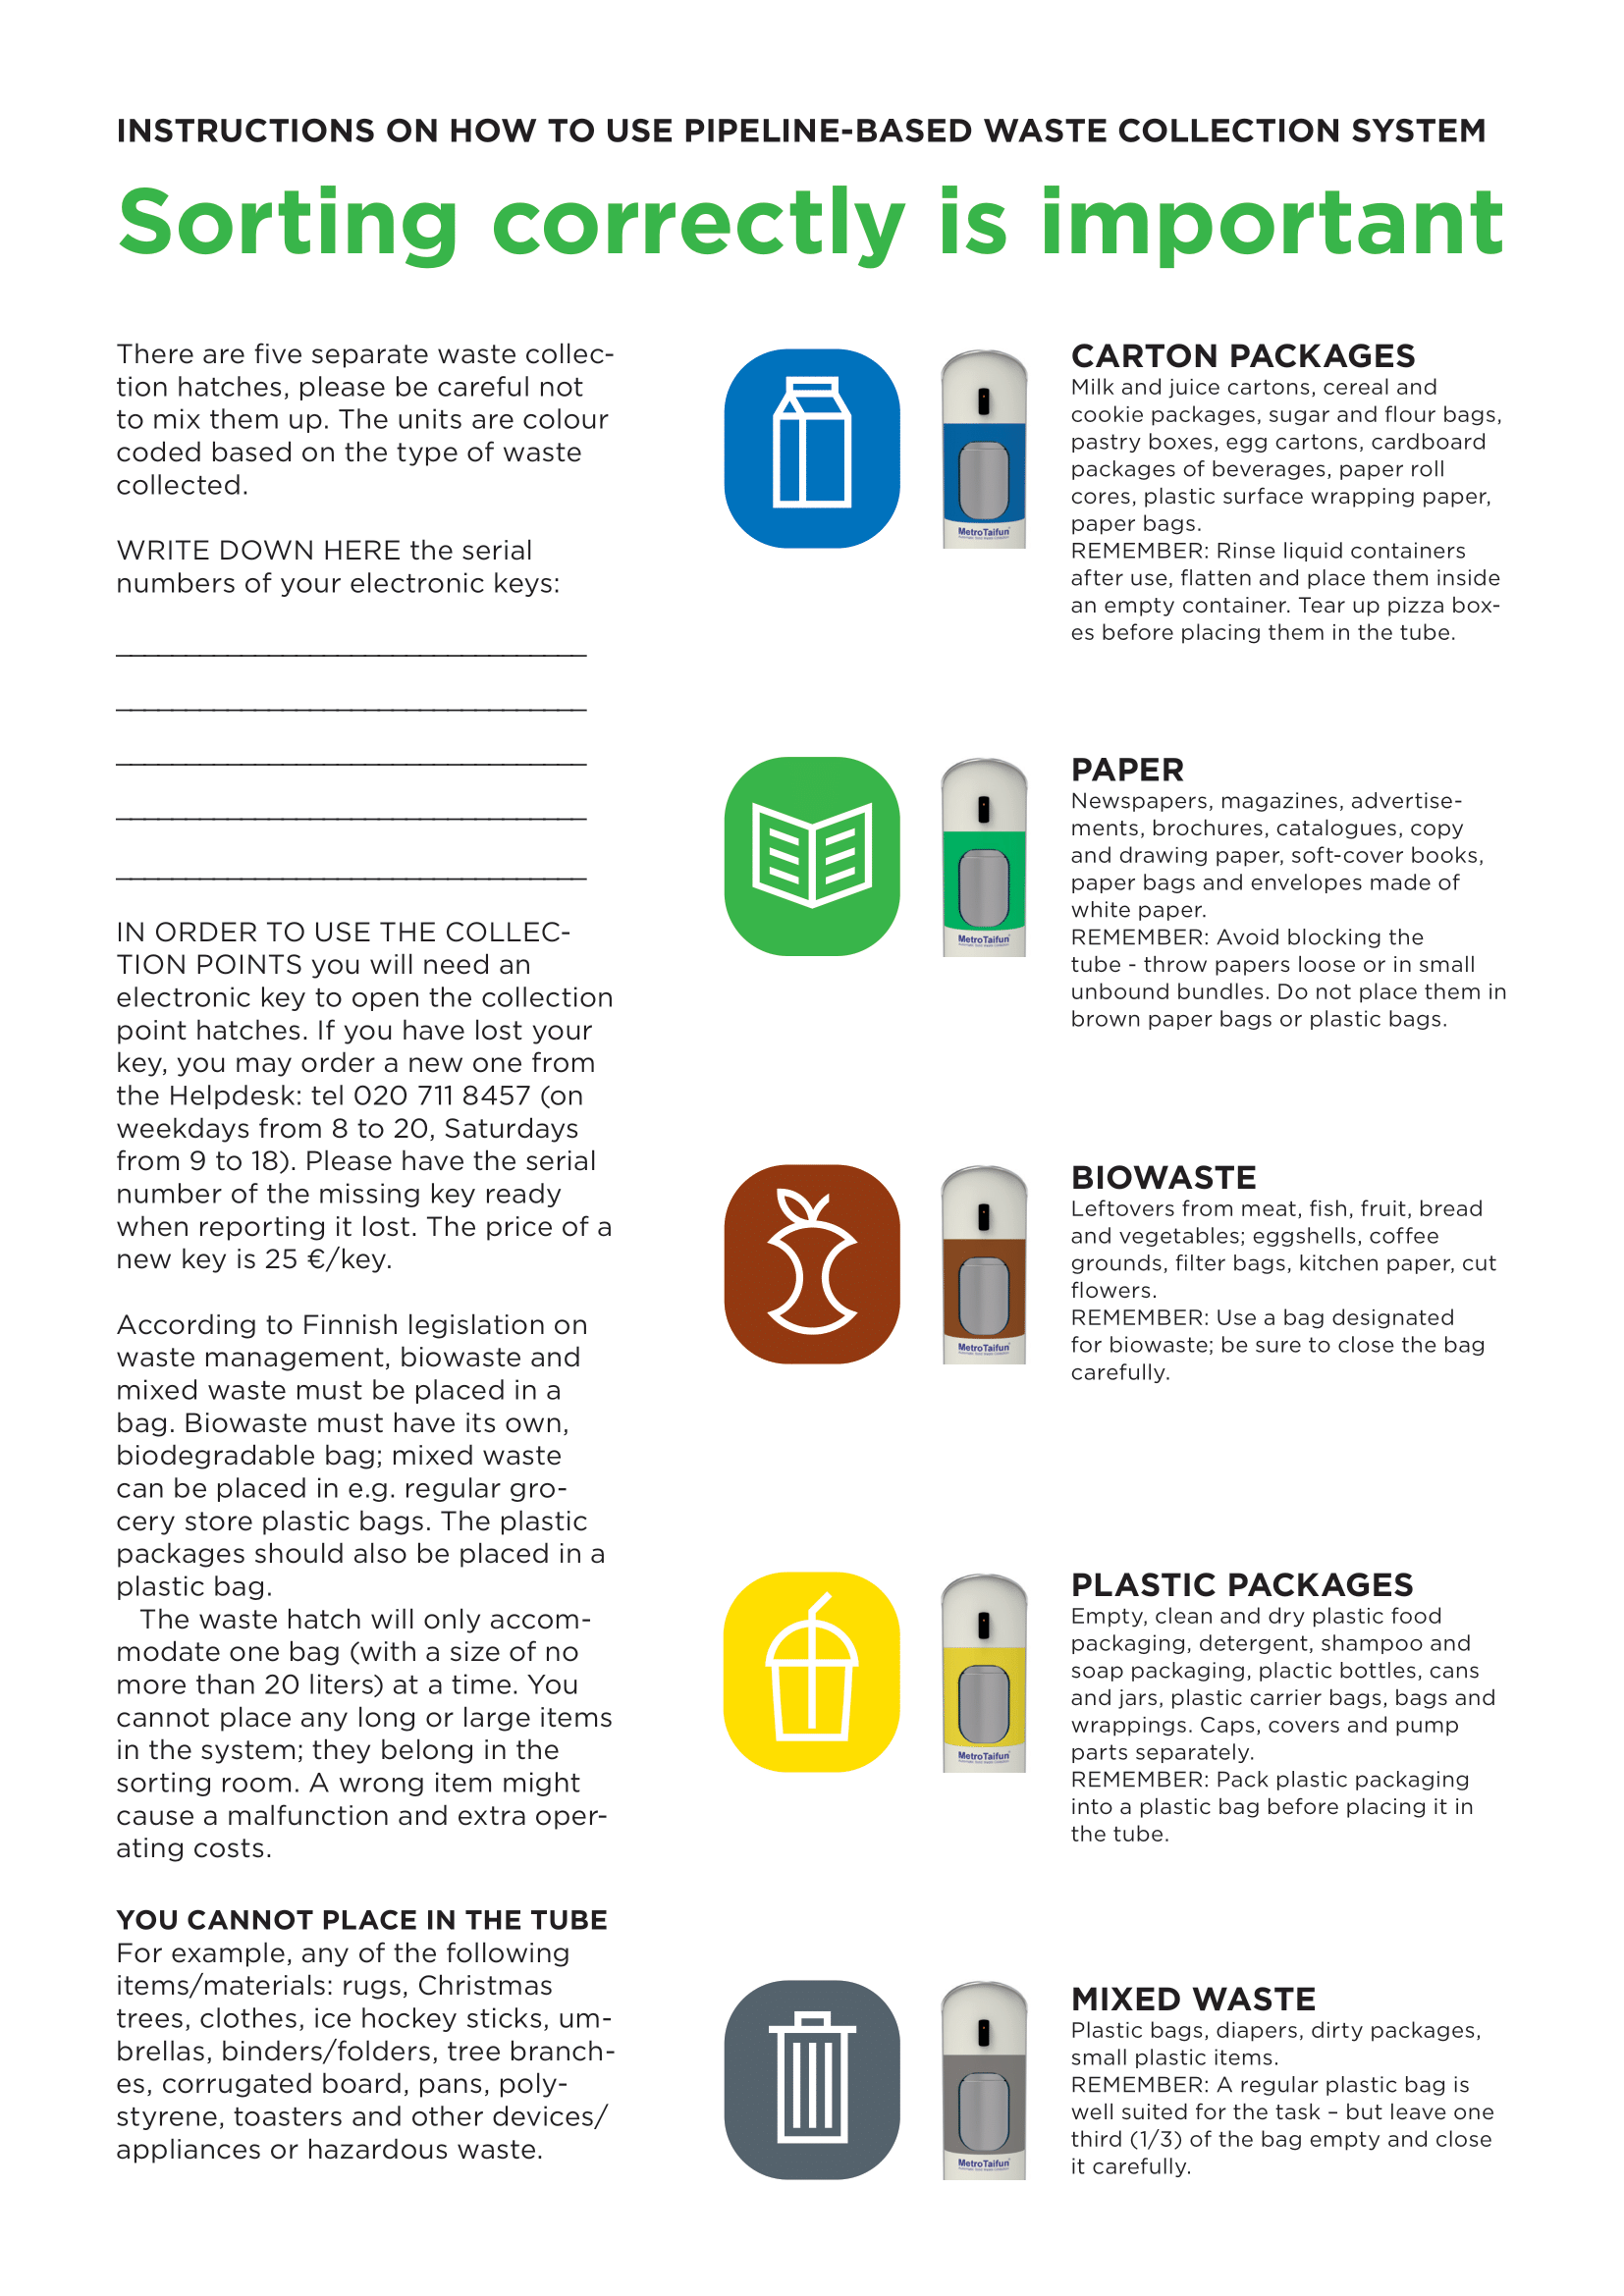 INSTRUCTIONS ON HOW TO USE PIPELINE-BASED WASTE COLLECTION SYSTEM
Sorting correctly is important
There are five separate waste collec-
tion hatches, please be careful not
to mix them up. The units are colour
coded based on the type of waste
collected.
WRITE DOWN HERE the serial
numbers of your electronic keys:
IN ORDER TO USE THE COLLEC-
TION POINTS you will need an
electronic key to open the collection
point hatches. If you have lost your
key, you may order a new one from
the Helpdesk: tel 020 711 8457 (on
weekdays from 8 to 20, Saturdays
from 9 to 18). Please have the serial
number of the missing key ready
when reporting it lost. The price of a
new key is 25 €/key.
According to Finnish legislation on
waste management, biowaste and
mixed waste must be placed in a
bag. Biowaste must have its own,
biodegradable bag; mixed waste
can be placed in e.g. regular gro-
cery store plastic bags. The plastic
packages should also be placed in a
plastic bag.
The waste hatch will only accom-
modate one bag (with a size of no
more than 20 liters) at a time. You
cannot place any long or large items
in the system; they belong in the
sorting room. A wrong item might
cause a malfunction and extra oper-
ating costs.
YOU CANNOT PLACE IN THE TUBE
For example, any of the following
items/materials: rugs, Christmas
trees, clothes, ice hockey sticks, um-
brellas, binders/folders, tree branch-
es, corrugated board, pans, poly-
styrene, toasters and other devices/
appliances or hazardous waste.
MetroTaifun
CARTON PACKAGES
Milk and juice cartons, cereal and
cookie packages, sugar and flour bags,
pastry boxes, egg cartons, cardboard
packages of beverages, paper roll
cores, plastic surface wrapping paper,
paper bags.
REMEMBER: Rinse liquid containers
after use, flatten and place them inside
an empty container. Tear up pizza box-
es before placing them in the tube.
MetroTaifun
PAPER
Newspapers, magazines, advertise-
ments, brochures, catalogues, copy
and drawing paper, soft-cover books,
paper bags and envelopes made of
white paper.
REMEMBER: Avoid blocking the
tube - throw papers loose or in small
unbound bundles. Do not place them in
brown paper bags or plastic bags.
MetroTaifun
BIOWASTE
Leftovers from meat, fish, fruit, bread
and vegetables; eggshells, coffee
grounds, filter bags, kitchen paper, cut
flowers.
REMEMBER: Use a bag designated
for biowaste; be sure to close the bag
carefully.
MetroTaifun
PLASTIC PACKAGES
Empty, clean and dry plastic food
packaging, detergent, shampoo and
soap packaging, plactic bottles, cans
and jars, plastic carrier bags, bags and
wrappings. Caps, covers and pump
parts separately.
REMEMBER: Pack plastic packaging
into a plastic bag before placing it in
the tube.
MetroTaifun
MIXED WASTE
Plastic bags, diapers, dirty packages,
small plastic items.
REMEMBER: A regular plastic bag is
well suited for the task – but leave one
third (1/3) of the bag empty and close
it carefully.